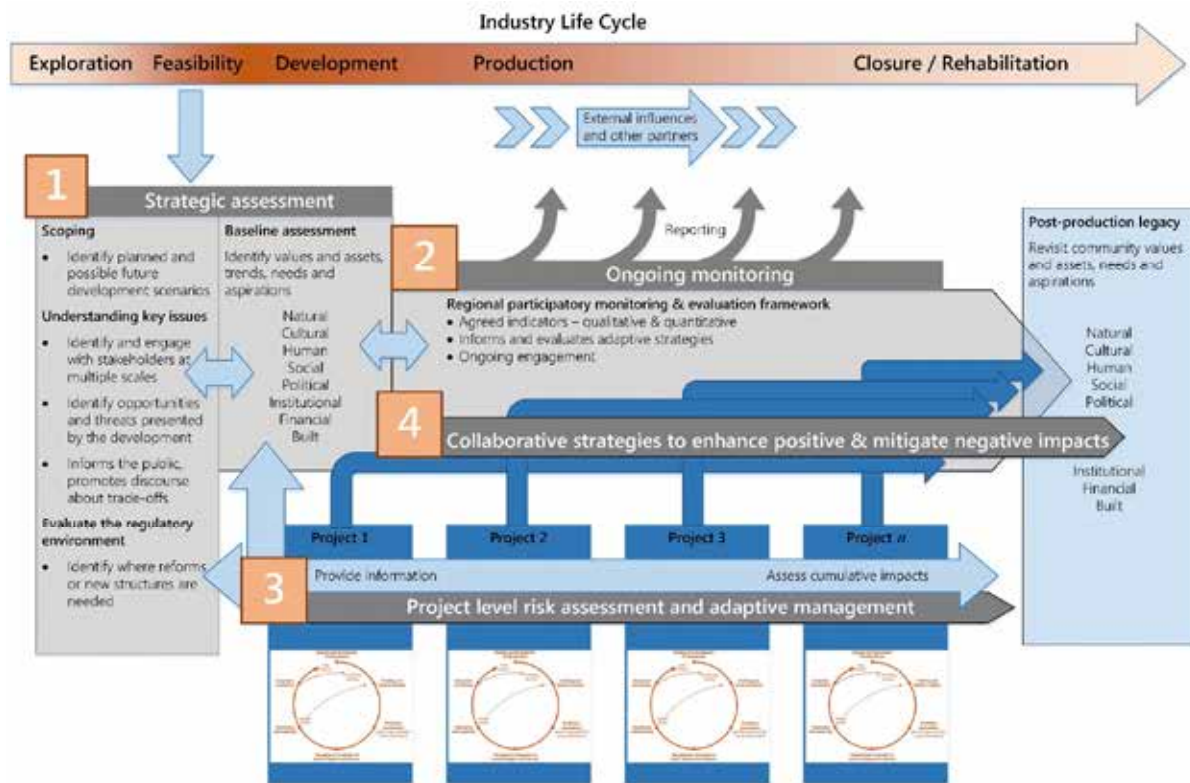 Industry Life Cycle
Exploration
Feasibility
Development
Production
Closure / Rehabilitation
External influences
and other partners
1
Strategic assessment
Scoping
• Identify planned and
possible future
development scenarios
Understanding key issues
• Identify and engage
with stakeholders at
multiple scales
• Identify opportunities
and threats presented
by the development
• Informs the public,
promotes discourse
about trade-offs
Evaluate the regulatory
environment
• Identify where reforms
or new structures are
needed
Baseline assessment
Identify values and assets,
trends, needs and
aspirations
Natural
Cultural
Human
Social
Political
Institutional
Financial
Built
Reporting
2
Ongoing monitoring
Regional participatory monitoring & evaluation framework
• Agreed indicators – qualitative & quantitative
• Informs and evaluates adaptive strategies
• Ongoing engagement
4
Collaborative strategies to enhance positive & mitigate negative impacts
Project 1
Project 2
Project 3
Project n
3
Provide information
Assess cumulative impacts
Project level risk assessment and adaptive management
Post-production legacy
Revisit community values
and assets, needs and
aspirations
Natural
Cultural
Human
Social
Political
Institutional
Financial
Built